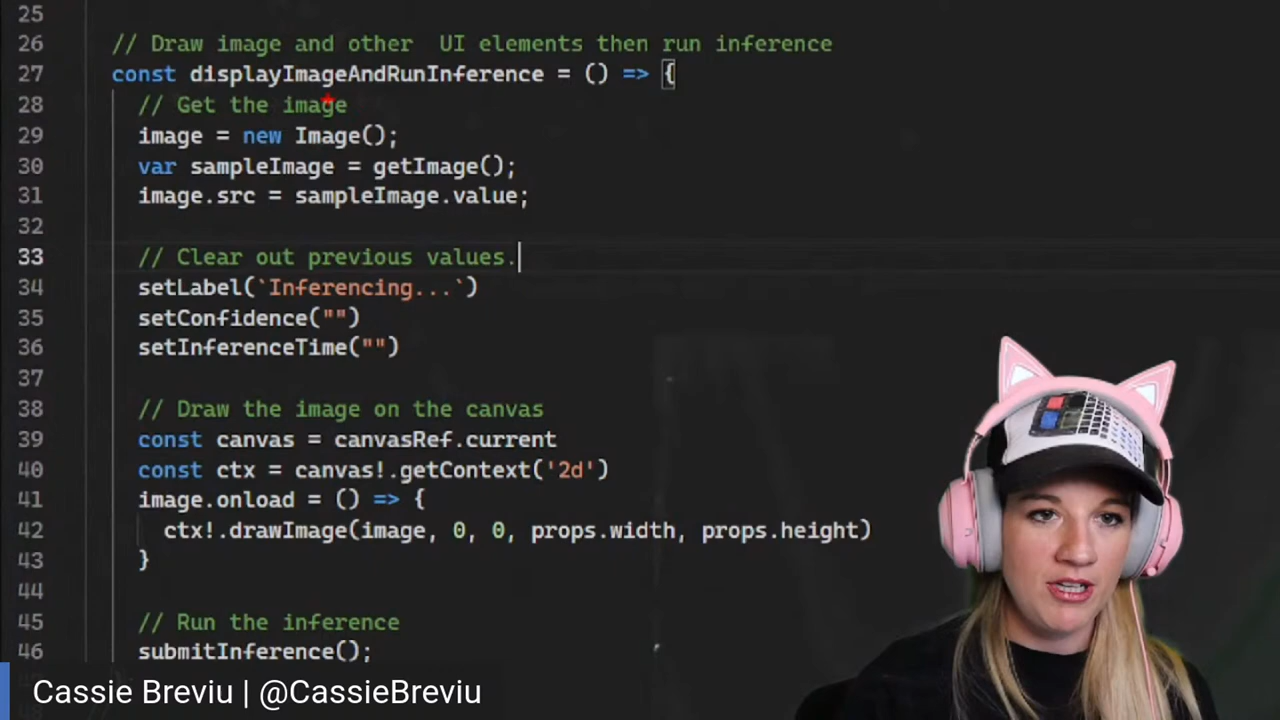 25
26 // Draw image and other  UI elements then run inference
27 const displayImageAndRunInference = () => {
28 // Get the image
29 image = new Image();
30 var sampleImage = getImage();
31 image.src = sampleImage.value;
32
33 // Clear out previous values.
34 setLabel(`Inferencing...`)
35 setConfidence("")
36 setInferenceTime("")
37
38 // Draw the image on the canvas
39 const canvas = canvasRef.current
40 const ctx = canvas!.getContext('2d')
41 image.onload = () => {
42 ctx!.drawImage(image, 0, 0, props.width, props.height)
43 }
44
45 // Run the inference
46 submitInference();
Cassie Breviu | @CassieBreviu